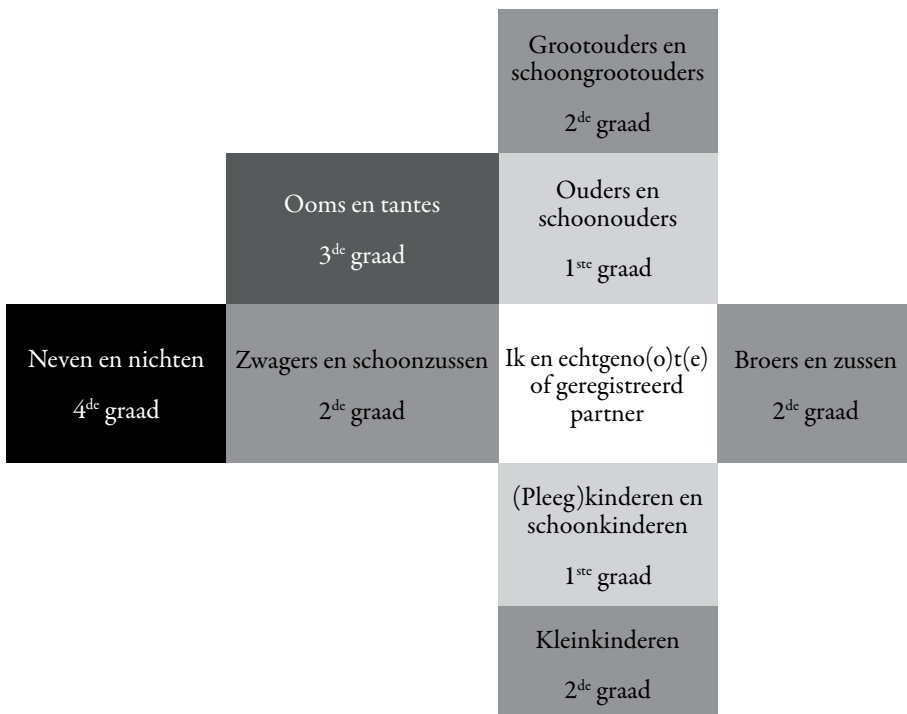 Grootouders en
schoongrootouders
2de graad
Ooms en tantes
3de graad
Ouders en
schoonouders
1ste graad
Neven en nichten
4de graad
Zwagers en schoonzussen
2de graad
Ik en echtgeno(o)t(e)
of geregistreerd
partner
Broers en zussen
2de graad
(Pleeg)kinderen en
schoonkinderen
1ste graad
Kleinkinderen
2de graad